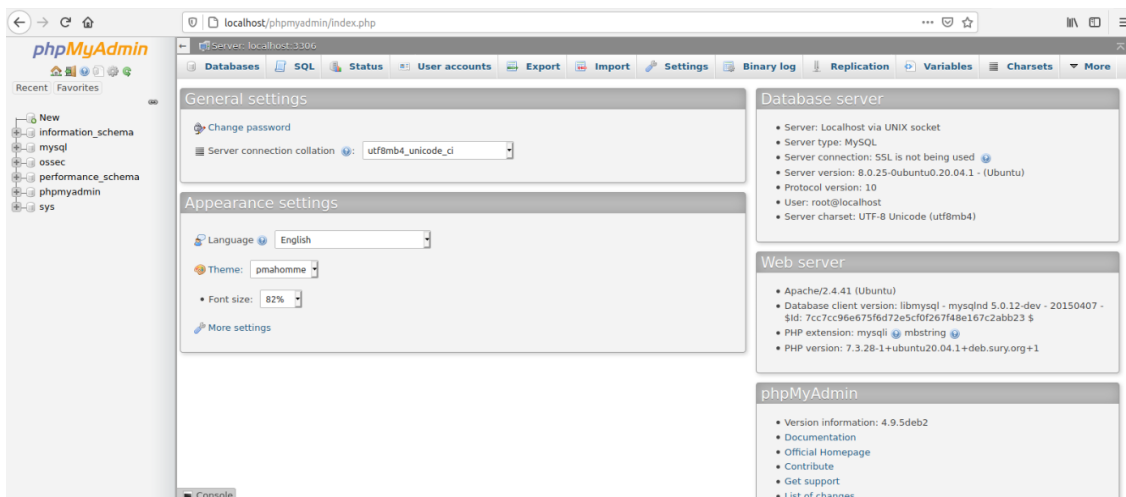 localhost/phpmyadmin/index.php
phpMyAdmin
Recent Favorites
New
information_schema
mysql
ossec
performance_schema
phpmyadmin
sys
Server: localhost:3306
Databases SQL Status User accounts Export Import Settings Binary log Replication Variables Charsets More
General settings
Change password
Server connection collation : utf8mb4_unicode_ci
Appearance settings
Language English
Theme: pmahomme
• Font size: 82%
More settings
Database server
• Server: Localhost via UNIX socket
• Server type: MySQL
• Server connection: SSL is not being used
• Server version: 8.0.25-0ubuntu0.20.04.1 - (Ubuntu)
• Protocol version: 10
• User: root@localhost
• Server charset: UTF-8 Unicode (utf8mb4)
Web server
• Apache/2.4.41 (Ubuntu)
• Database client version: libmysql - mysqlnd 5.0.12-dev - 20150407 -
$Id: 7cc7cc96e675f6d72e5cf0f267f48e167c2abb23 $
• PHP extension: mysqli mbstring
• PHP version: 7.3.28-1+ubuntu20.04.1+deb.sury.org+1
phpMyAdmin
• Version information: 4.9.5deb2
• Documentation
• Official Homepage
• Contribute
• Get support
• List of changes
Console